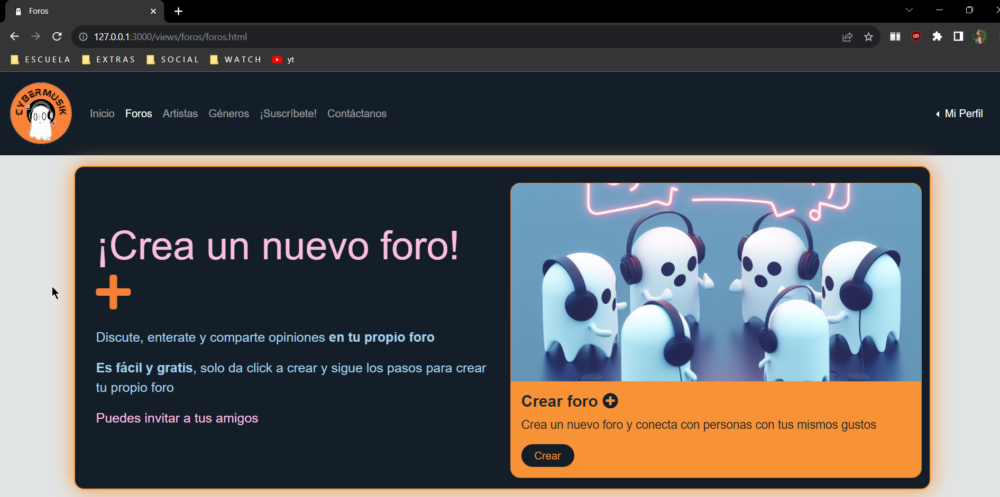 Foros
127.0.0.1:3000/views/foros/foros.html
ESCUELA EXTRAS SOCIAL WATCH yt
CYBERMUSIK
Inicio Foros Artistas Géneros ¡Suscríbete! Contáctanos Mi Perfil
¡Crea un nuevo foro!
Discute, enterate y comparte opiniones en tu propio foro
Es fácil y gratis, solo da click a crear y sigue los pasos para crear
tu propio foro
Puedes invitar a tus amigos
Crear foro
Crea un nuevo foro y conecta con personas con tus mismos gustos
Crear